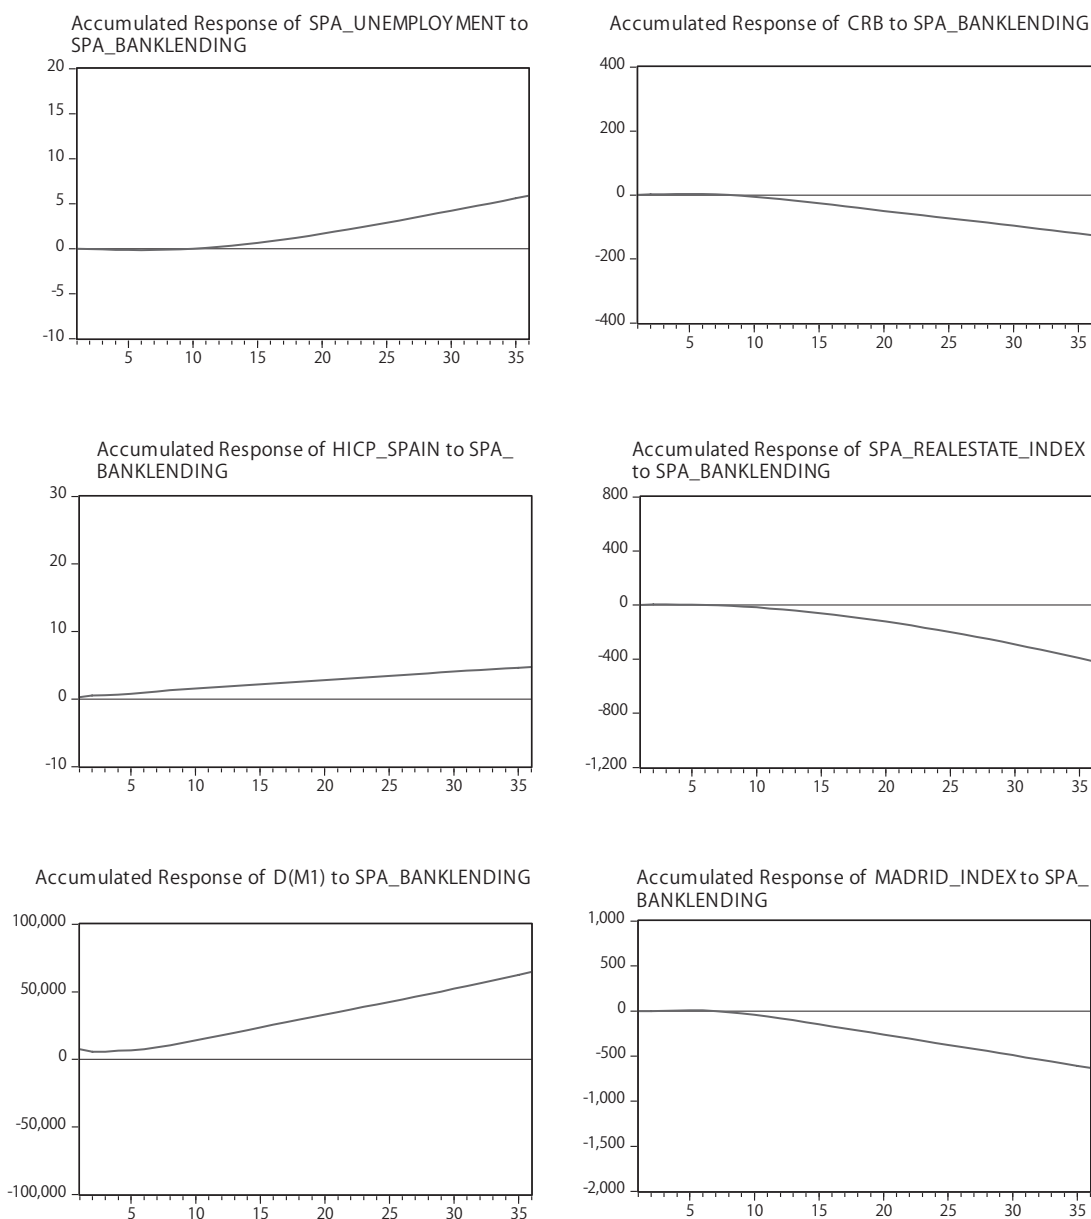 Accumulated Response of SPA_UNEMPLOYMENT to
SPA_BANKLENDING
20
15
10
5
0
-5
-10
5 10 15 20 25 30 35
Accumulated Response of CRB to SPA_BANKLENDING
400
200
0
-200
-400
5 10 15 20 25 30 35
Accumulated Response of HICP_SPAIN to SPA_
BANKLENDING
30
20
10
0
-10
5 10 15 20 25 30 35
Accumulated Response of SPA_REALESTATE_INDEX
to SPA_BANKLENDING
800
400
0
-400
-800
-1,200
5 10 15 20 25 30 35
Accumulated Response of D(M1) to SPA_BANKLENDING
100,000
50,000
0
-50,000
-100,000
5 10 15 20 25 30 35
Accumulated Response of MADRID_INDEX to SPA_
BANKLENDING
1,000
500
0
-500
-1,000
-1,500
-2,000
5 10 15 20 25 30 35